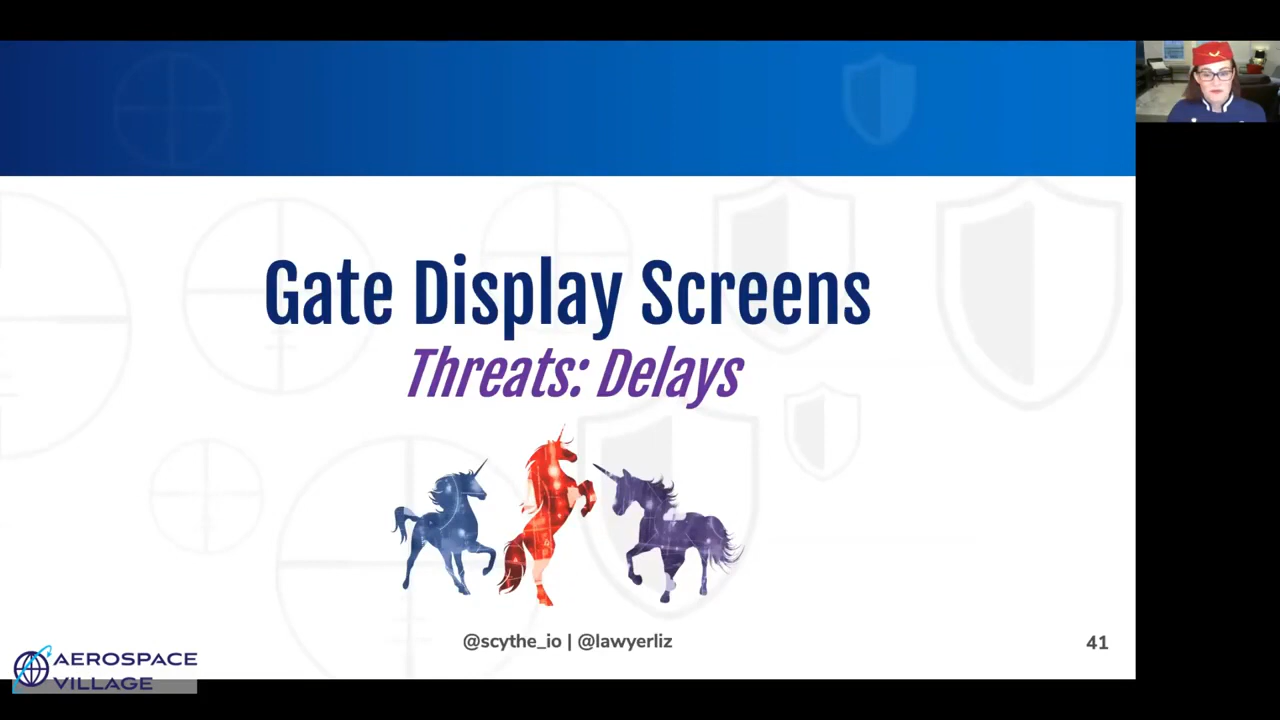 Gate Display Screens
Threats: Delays
@scythe_io | @lawyerliz
41
AEROSPACE
VILLAGE